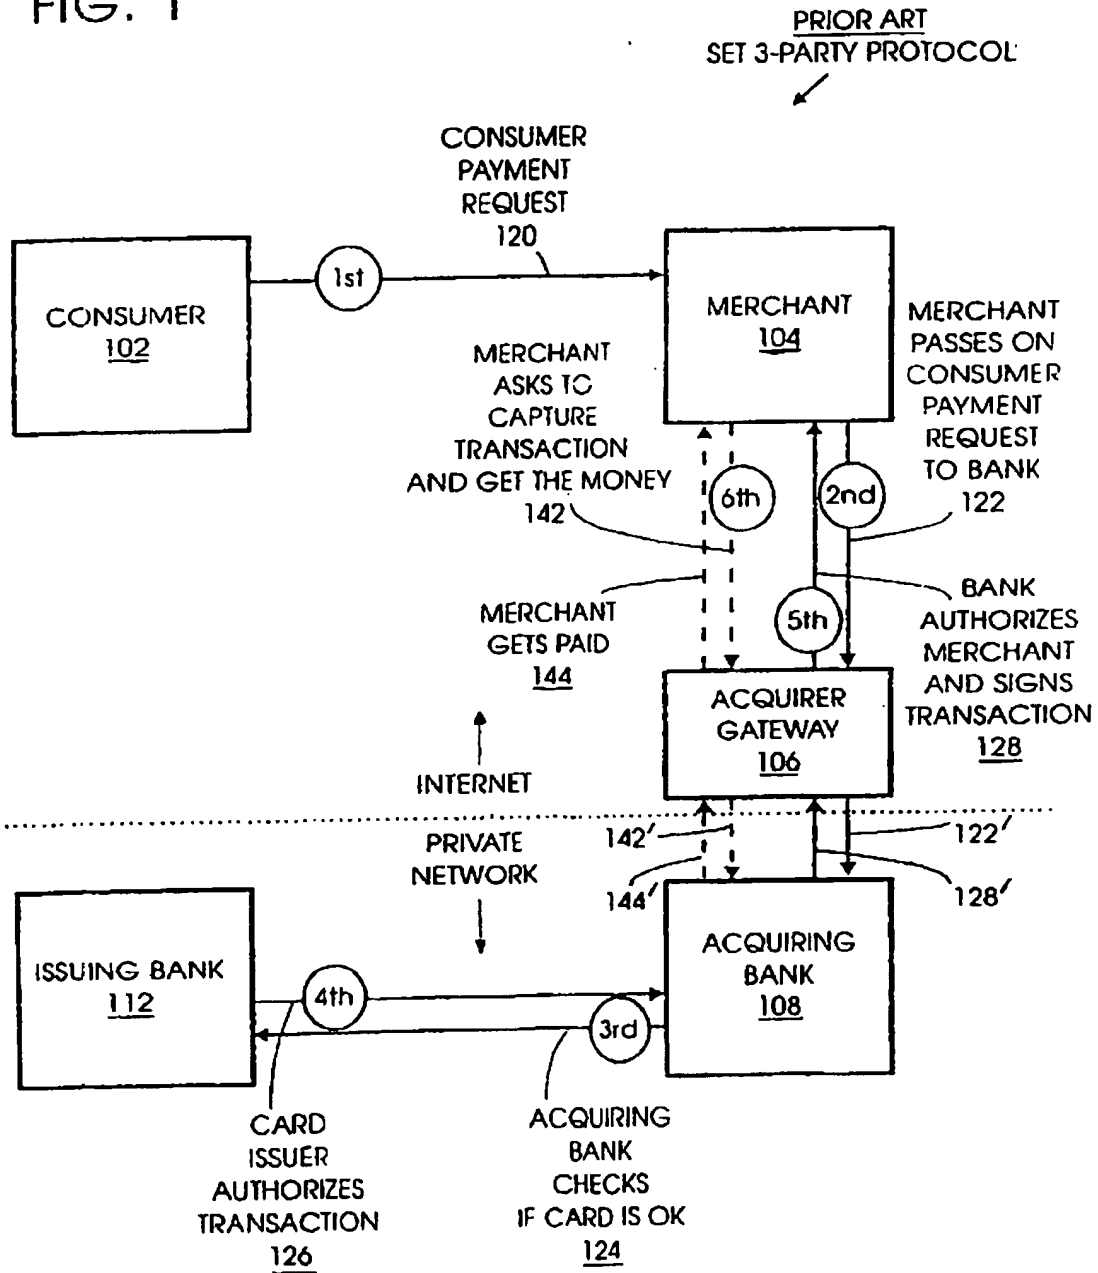 FIG. 1
PRIOR ART
SET 3-PARTY PROTOCOL
CONSUMER
PAYMENT
REQUEST
120
1st
CONSUMER
102
MERCHANT
104
MERCHANT
ASKS TO
CAPTURE
TRANSACTION
AND GET THE MONEY
142
MERCHANT
PASSES ON
CONSUMER
PAYMENT
REQUEST
TO BANK
122
6th
2nd
5th
MERCHANT
GETS PAID
144
BANK
AUTHORIZES
MERCHANT
AND SIGNS
TRANSACTION
128
ACQUIRER
GATEWAY
106
INTERNET
PRIVATE
NETWORK
142'
144'
122'
128'
ISSUING BANK
112
4th
3rd
ACQUIRING
BANK
108
CARD
ISSUER
AUTHORIZES
TRANSACTION
126
ACQUIRING
BANK
CHECKS
IF CARD IS OK
124